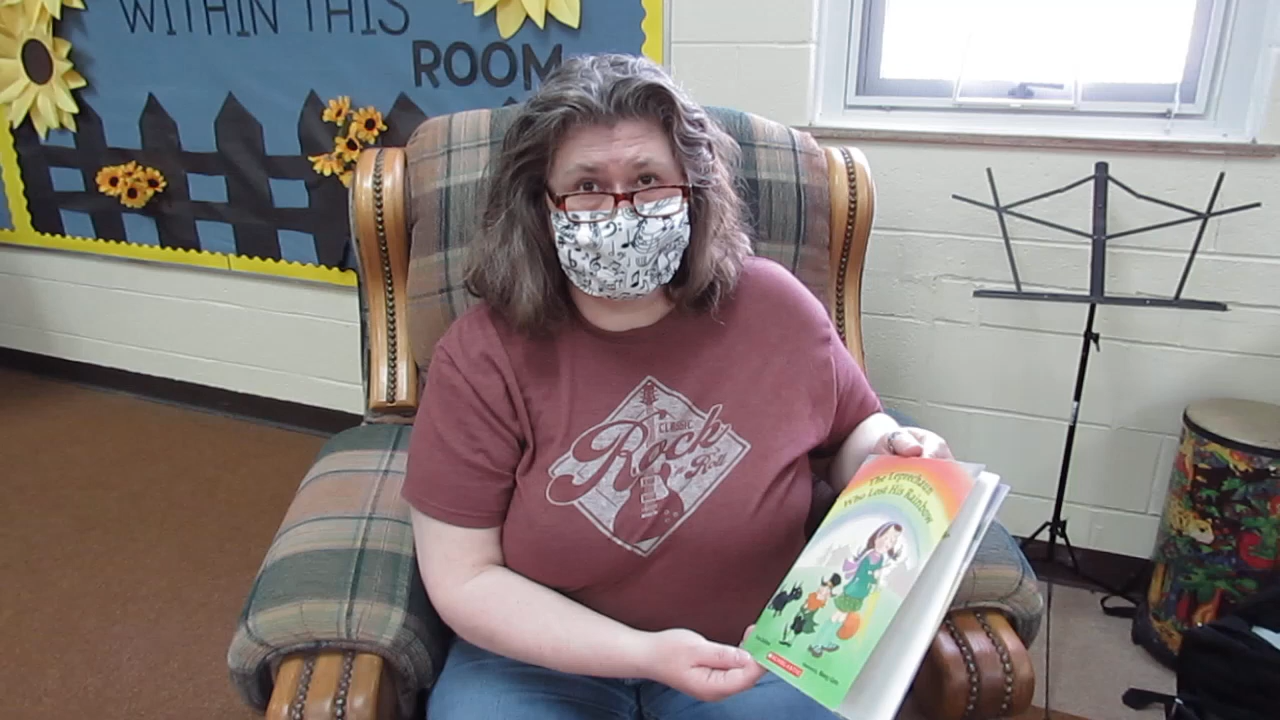 WITHIN THIS
ROOM
CLASSIC
Rock
'n Roll
The Leprechaun
Who Lost His Rainbow
SCHOLASTIC